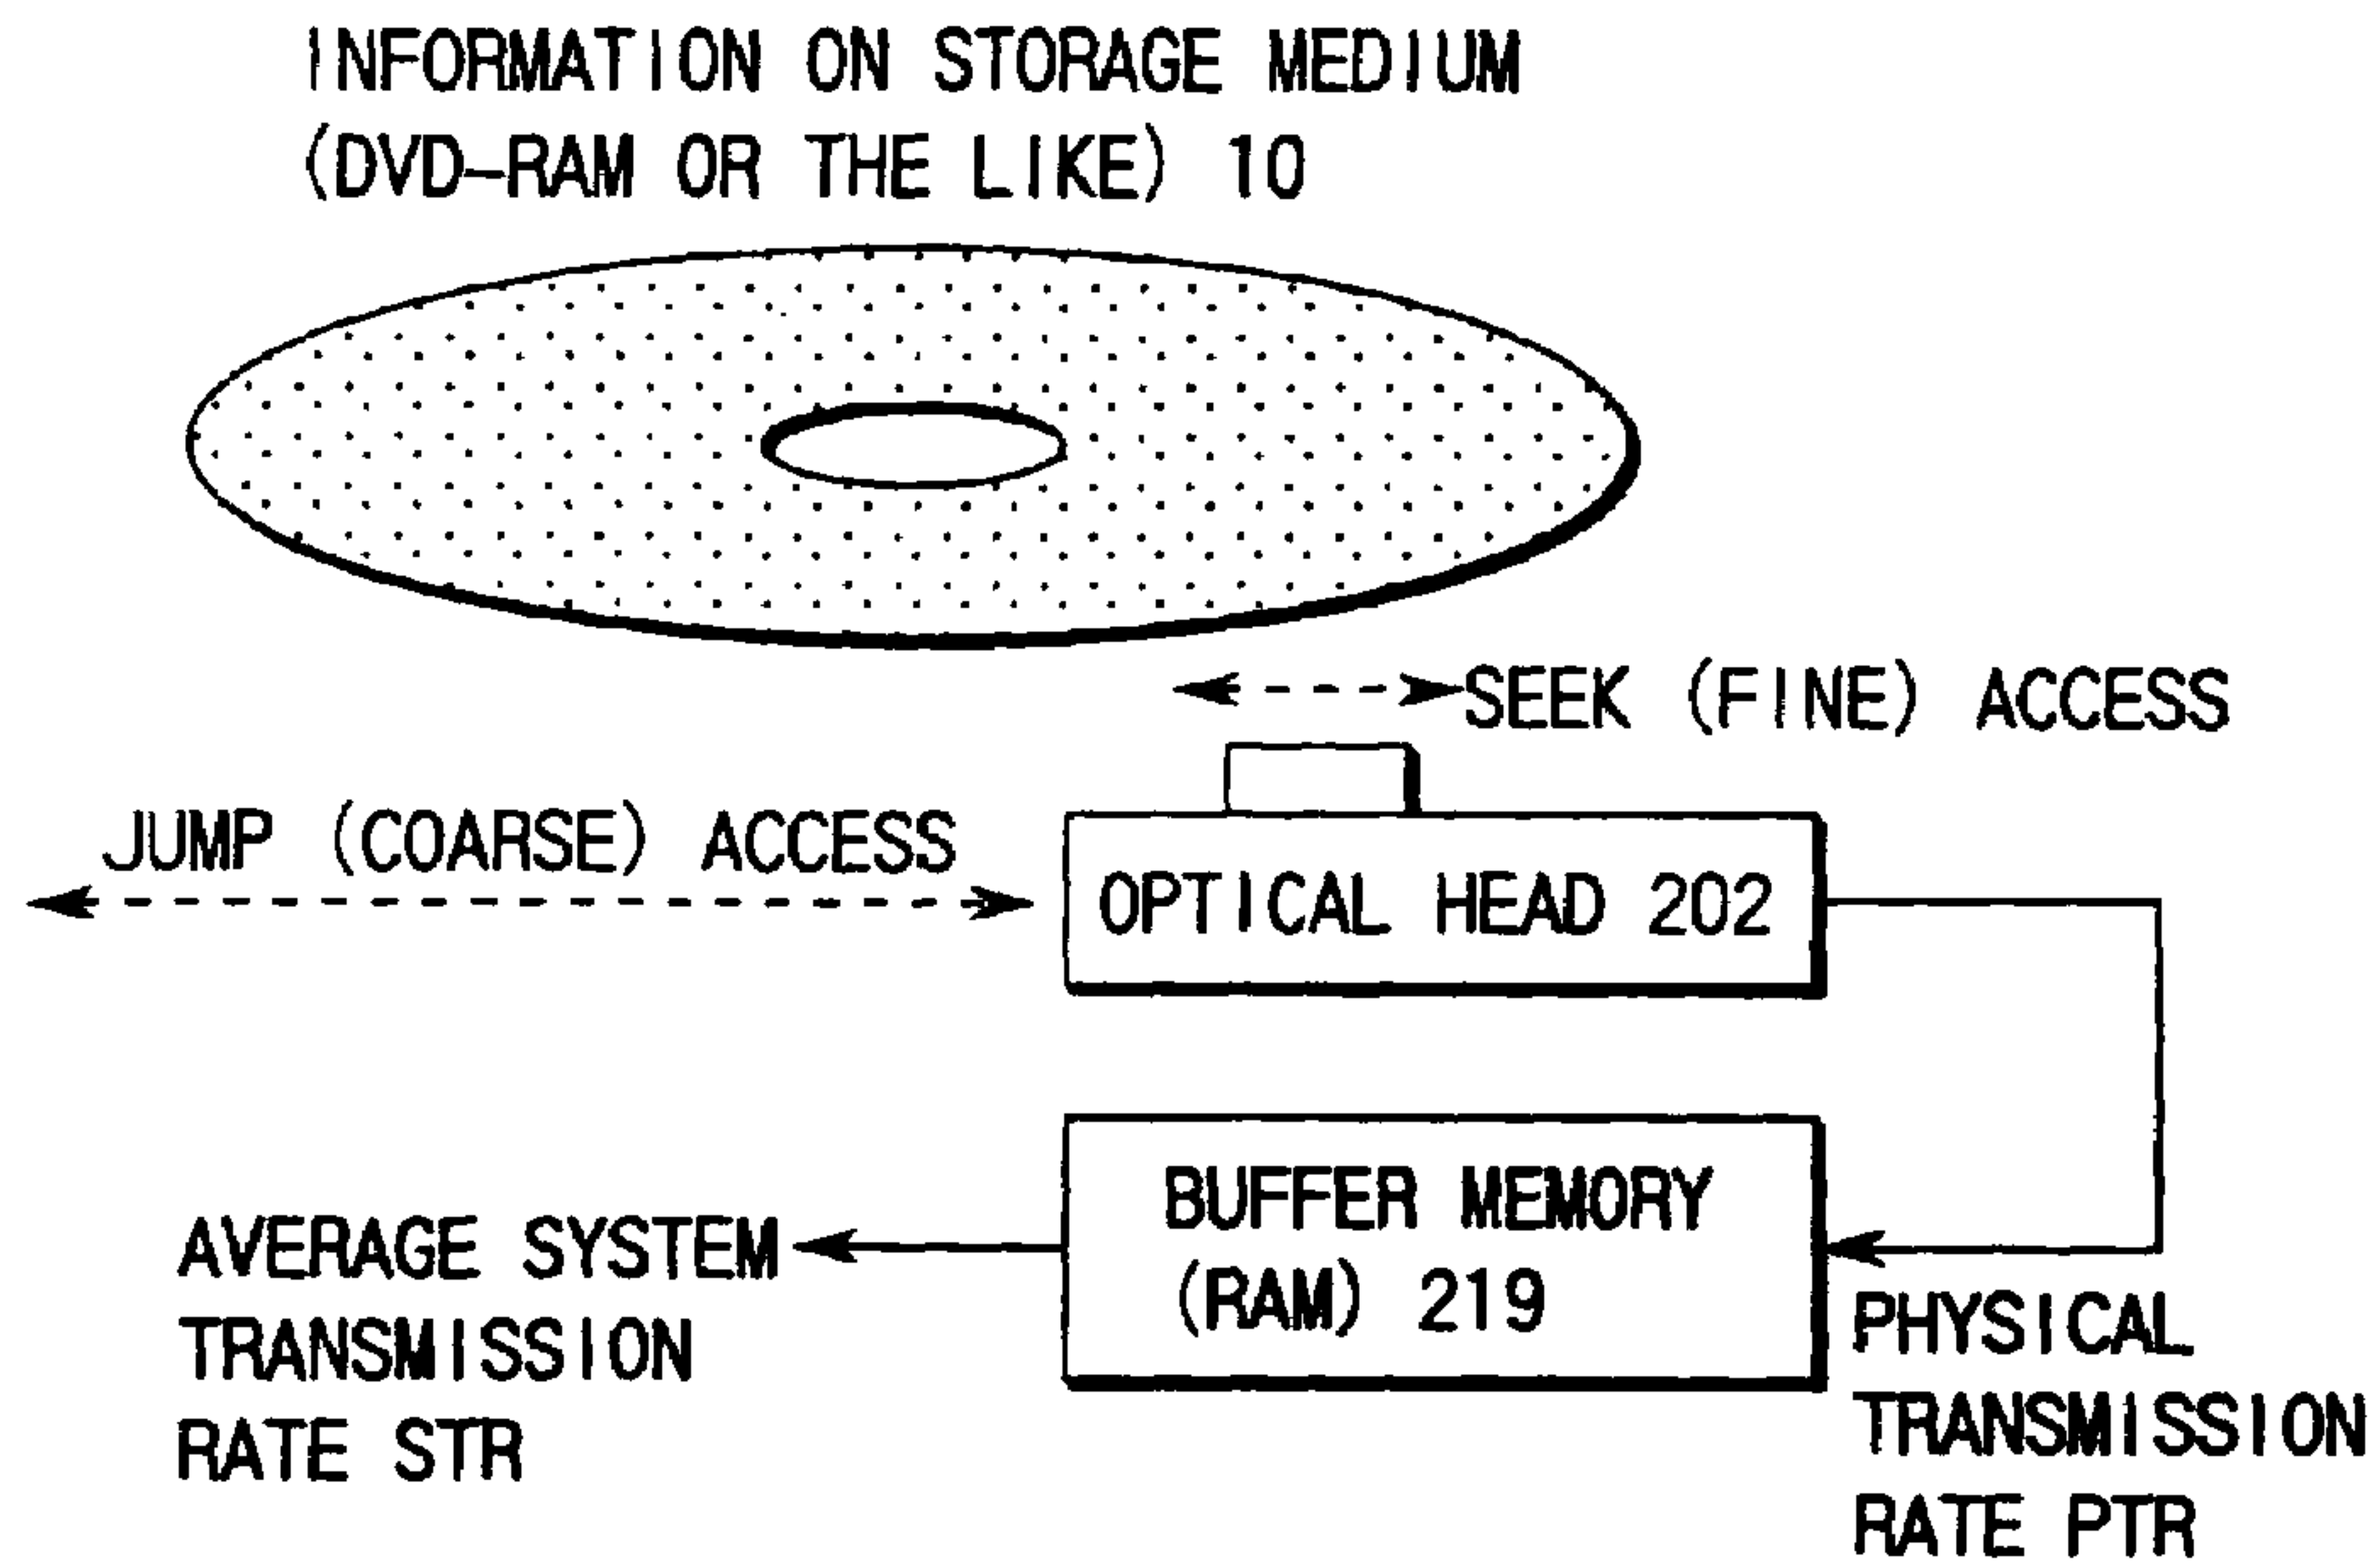 INFORMATION ON STORAGE MEDIUM
(DVD-RAM OR THE LIKE) 10
SEEK (FINE) ACCESS
JUMP (COARSE) ACCESS
OPTICAL HEAD 202
BUFFER MEMORY
(RAM) 219
AVERAGE SYSTEM
TRANSMISSION
RATE STR
PHYSICAL
TRANSMISSION
RATE PTR